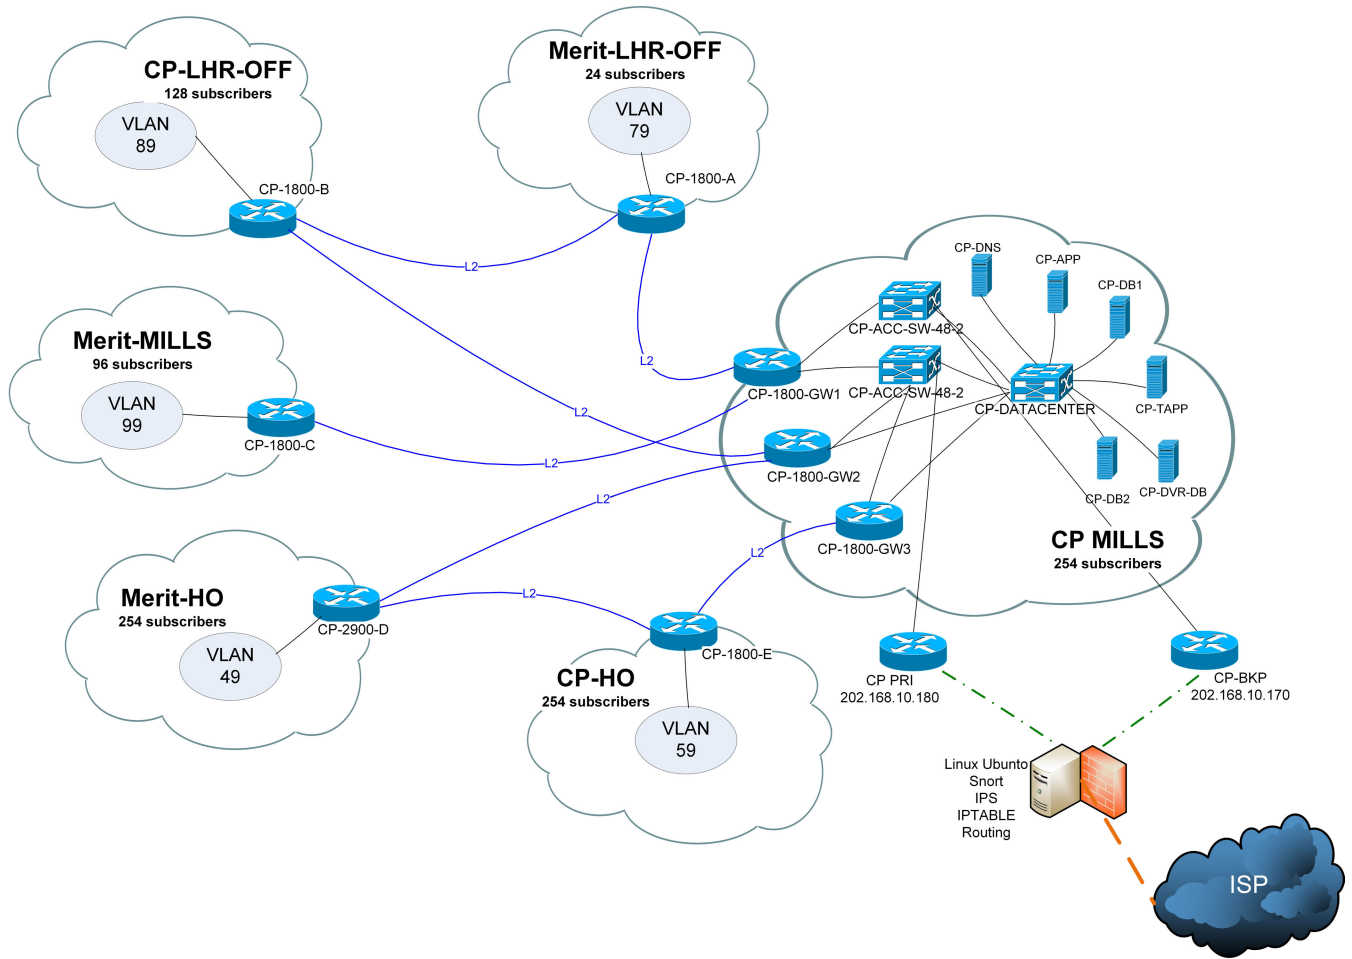 CP-LHR-OFF
128 subscribers
VLAN
89
CP-1800-B
Merit-LHR-OFF
24 subscribers
VLAN
79
CP-1800-A
L2
L2
L2
L2
L2
L2
L2
Merit-MILLS
96 subscribers
VLAN
99
CP-1800-C
Merit-HO
254 subscribers
VLAN
49
CP-2900-D
CP-HO
254 subscribers
VLAN
59
CP-1800-E
CP-DNS
CP-APP
CP-DB1
CP-ACC-SW-48-2
CP-ACC-SW-48-2
CP-1800-GW1
CP-DATACENTER
CP-TAPP
CP-1800-GW2
CP-DB2
CP-DVR-DB
CP-1800-GW3
CP MILLS
254 subscribers
CP PRI
202.168.10.180
CP-BKP
202.168.10.170
Linux Ubunto
Snort
IPS
IPTABLE
Routing
ISP